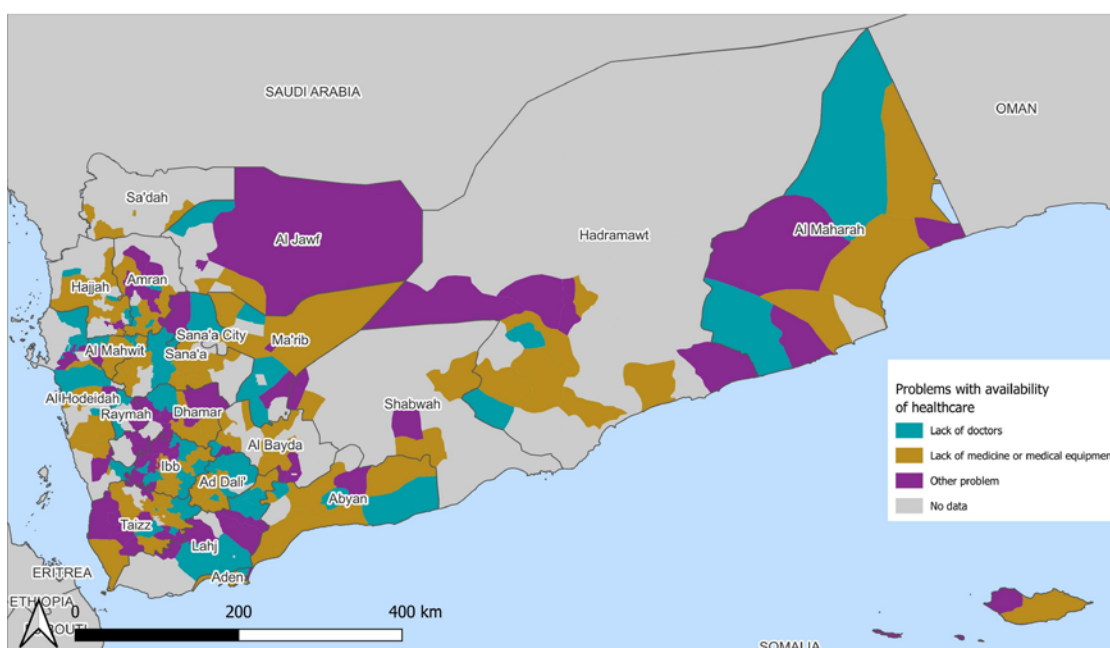 SAUDI ARABIA
OMAN
Sa'dah
Al Jawf
Hadramawt
Al Maharah
Hajjah
Amran
Sana'a City
Ma'rib
Al Mahwit
Sana'a
Al Hodeidah
Raymah
Dhamar
Shabwah
Al Bayda
Ibb
Ad Dali'
Abyan
Taizz
Lahj
Aden
Problems with availability
of healthcare
Lack of doctors
Lack of medicine or medical equipment
Other problem
No data
ERITREA
ETHIOPIA
0
200
400 km
SOMALIA